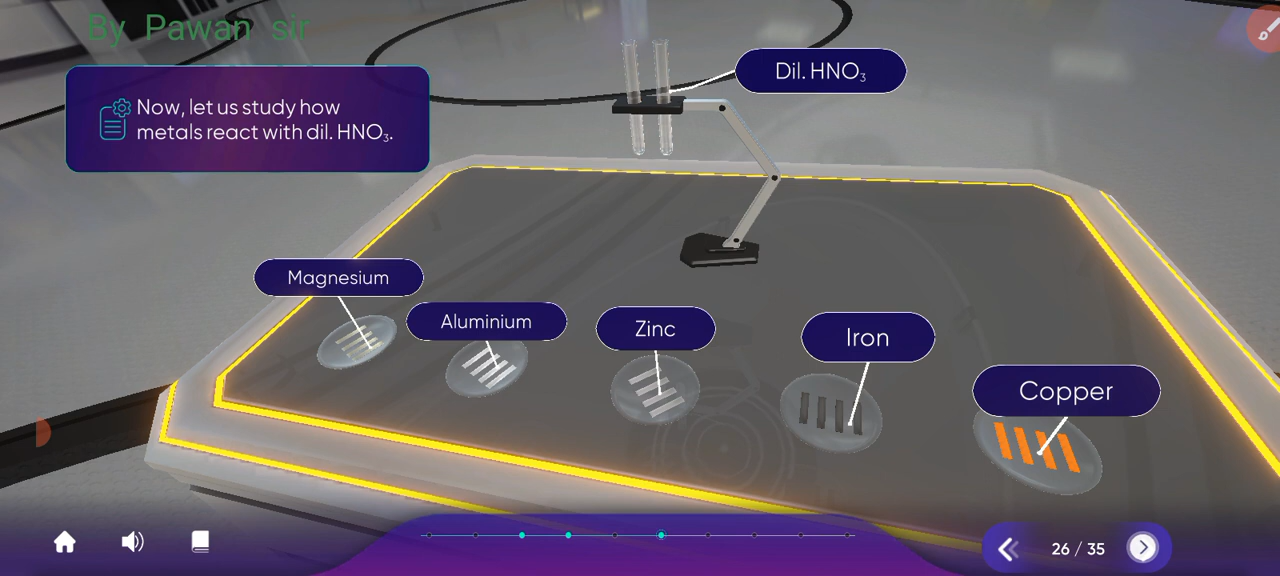 By Pawan sir
Now, let us study how
metals react with dil. HNO₃.
Dil. HNO₃
Magnesium
Aluminium
Zinc
Iron
Copper
26 / 35